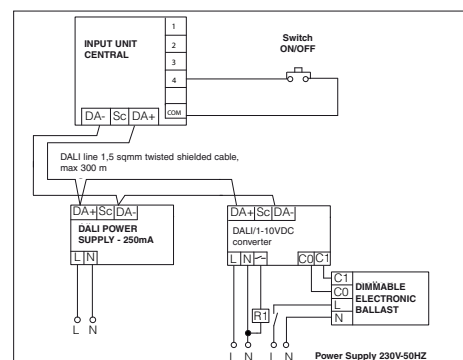 INPUT UNIT
CENTRAL
1
2
3
4
COM
Switch
ON/OFF
DA- Sc DA+
DALI line 1,5 sqmm twisted shielded cable,
max 300 m
DA+ Sc DA-
DALI POWER
SUPPLY - 250mA
L N
L N
DA+ Sc DA-
DALI/1-10VDC
converter
L N C0 C1
R1
C1
C0
L
N
DIMMABLE
ELECTRONIC
BALLAST
L N L N
Power Supply 230V-50HZ